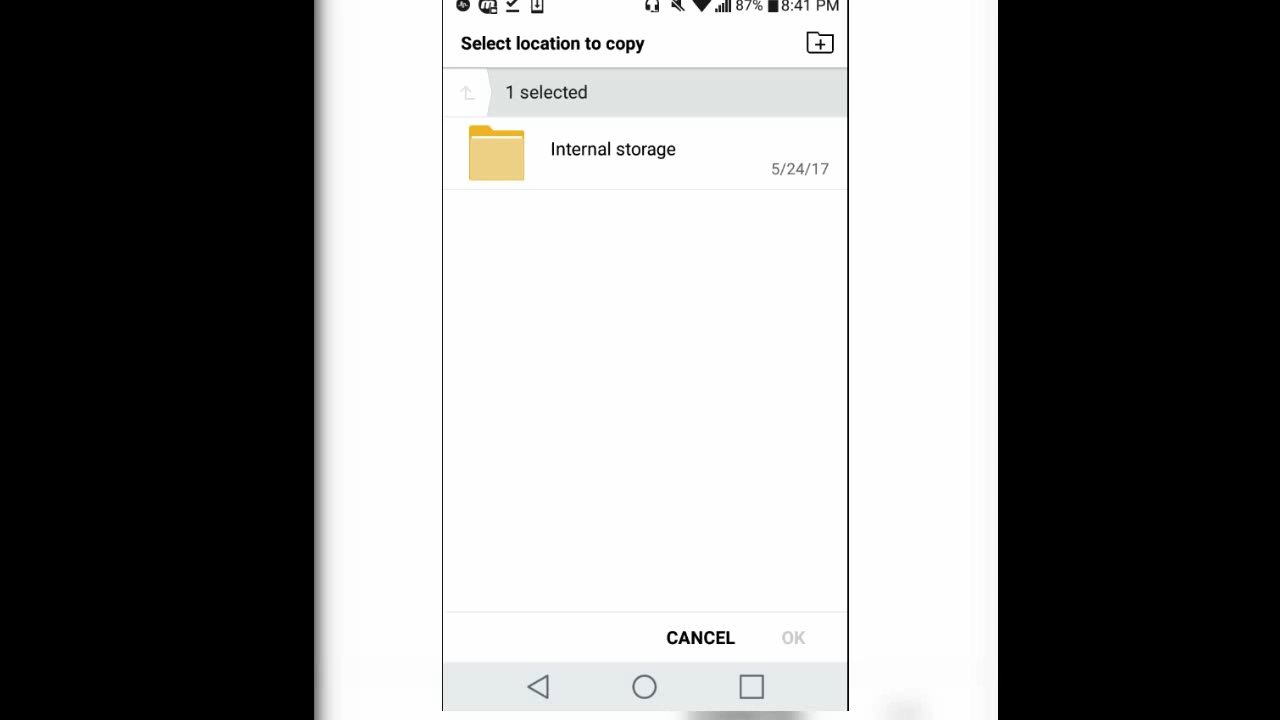 87% 8:41 PM
Select location to copy
1 selected
Internal storage
5/24/17
CANCEL OK